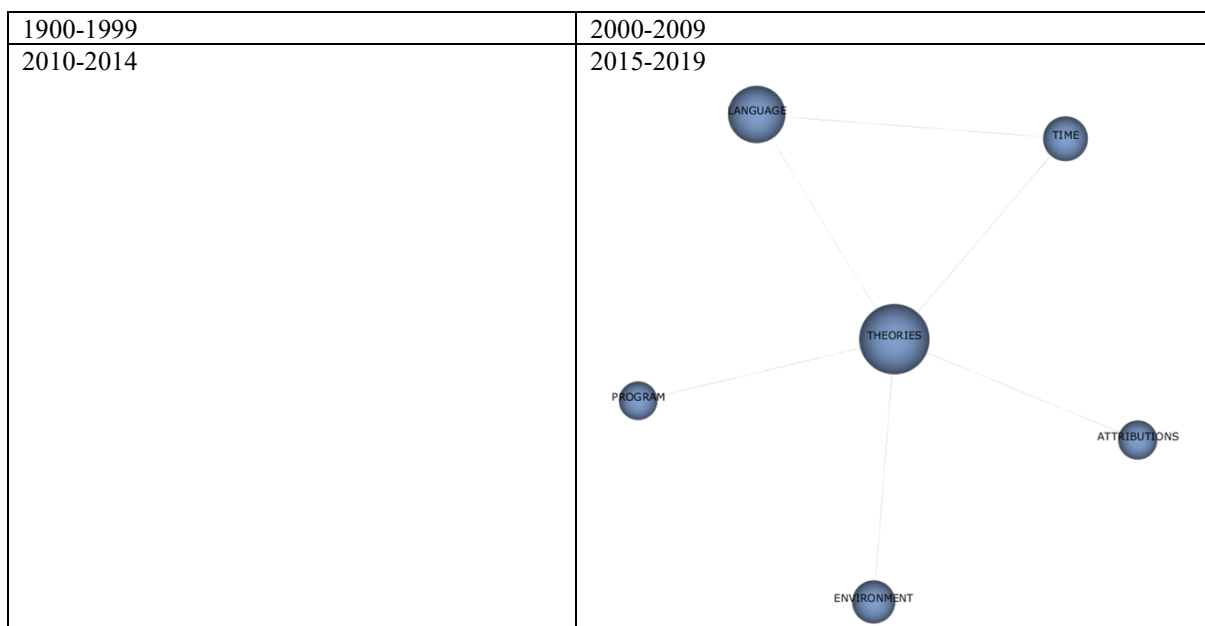 1900-1999
2000-2009
2010-2014
2015-2019
LANGUAGE
TIME
THEORIES
PROGRAM
ATTRIBUTIONS
ENVIRONMENT